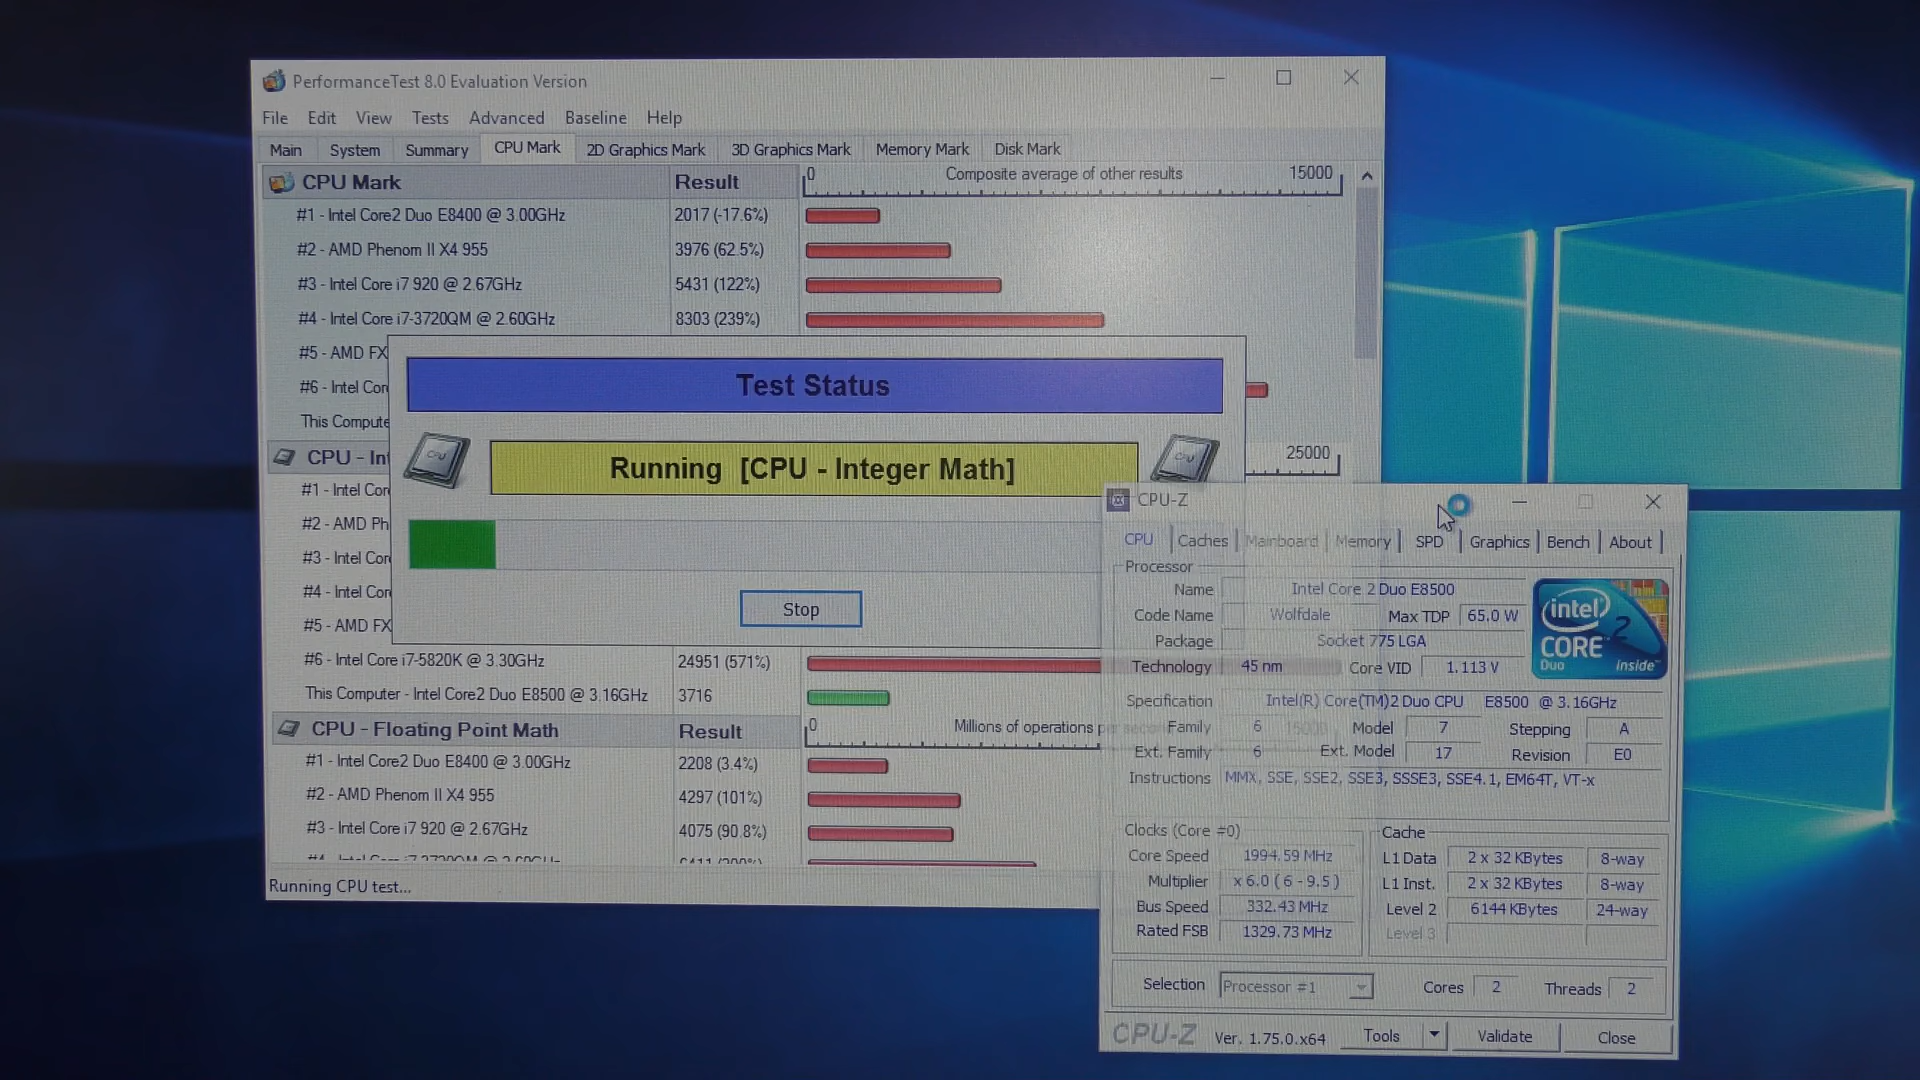 PerformanceTest 8.0 Evaluation Version
File Edit View Tests Advanced Baseline Help
Main System Summary CPU Mark 2D Graphics Mark 3D Graphics Mark Memory Mark Disk Mark
CPU Mark Result 0 Composite average of other results 15000
#1 - Intel Core2 Duo E8400 @ 3.00GHz 2017 (-17.6%)
#2 - AMD Phenom II X4 955 3976 (62.5%)
#3 - Intel Core i7 920 @ 2.67GHz 5431 (122%)
#4 - Intel Core i7-3720QM @ 2.60GHz 8303 (239%)
#5 - AMD FX
#6 - Intel Cor
This Compute
Test Status
CPU - Int 25000
CPU Running [CPU - Integer Math] CPU
#1 - Intel Cor
#2 - AMD Ph
#3 - Intel Cor
#4 - Intel Cor
#5 - AMD FX
Stop
#6 - Intel Core i7-5820K @ 3.30GHz 24951 (571%)
This Computer - Intel Core2 Duo E8500 @ 3.16GHz 3716
CPU - Floating Point Math Result 0 Millions of operations per second 15000
#1 - Intel Core2 Duo E8400 @ 3.00GHz 2208 (3.4%)
#2 - AMD Phenom II X4 955 4297 (101%)
#3 - Intel Core i7 920 @ 2.67GHz 4075 (90.8%)
Running CPU test...
CPU-Z
CPU Caches Mainboard Memory SPD Graphics Bench About
Processor
Name Intel Core 2 Duo E8500
Code Name Wolfdale Max TDP 65.0 W
Package Socket 775 LGA
Technology 45 nm Core VID 1.113 V
intel CORE 2 Duo inside™
Specification Intel(R) Core(TM)2 Duo CPU E8500 @ 3.16GHz
Family 6 Model 7 Stepping A
Ext. Family 6 Ext. Model 17 Revision E0
Instructions MMX, SSE, SSE2, SSE3, SSSE3, SSE4.1, EM64T, VT-x
Clocks (Core #0)
Core Speed 1994.59 MHz
Multiplier x 6.0 ( 6 - 9.5 )
Bus Speed 332.43 MHz
Rated FSB 1329.73 MHz
Cache
L1 Data 2 x 32 KBytes 8-way
L1 Inst. 2 x 32 KBytes 8-way
Level 2 6144 KBytes 24-way
Level 3
Selection Processor #1 Cores 2 Threads 2
CPU-Z Ver. 1.75.0.x64 Tools Validate Close